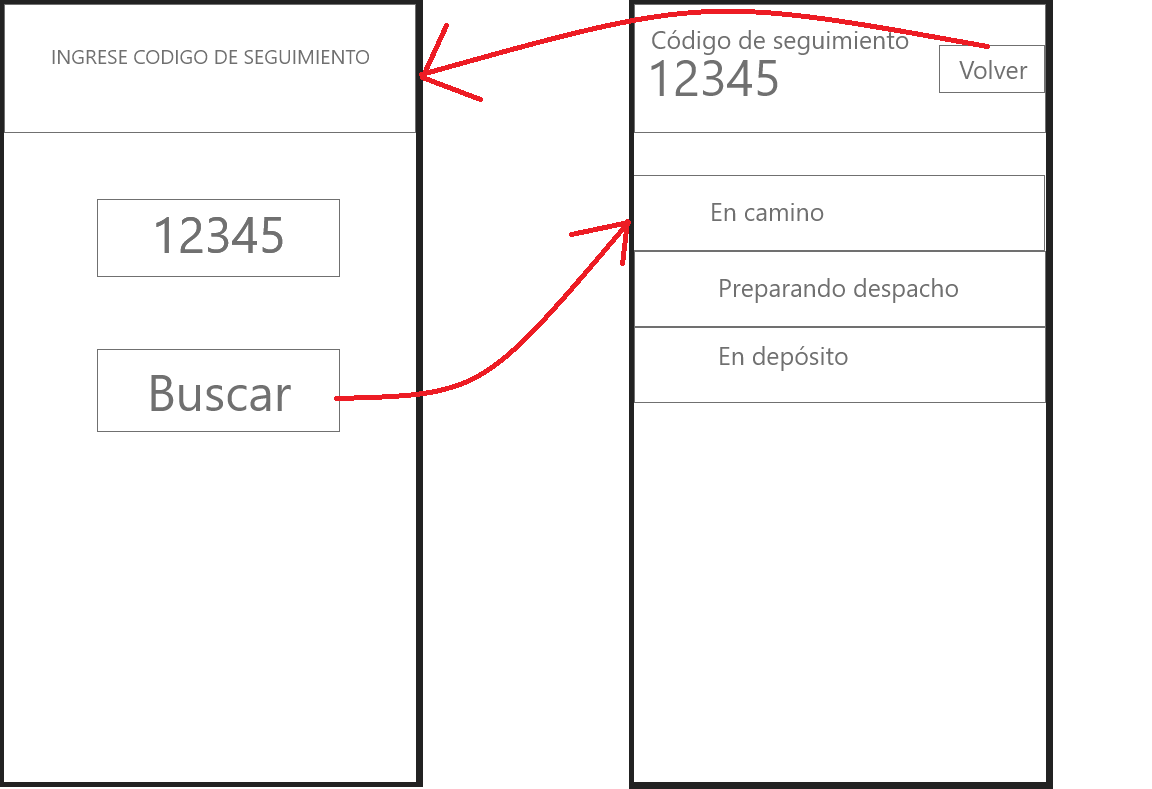 INGRESE CODIGO DE SEGUIMIENTO
12345
Buscar
Código de seguimiento
12345
Volver
En camino
Preparando despacho
En depósito